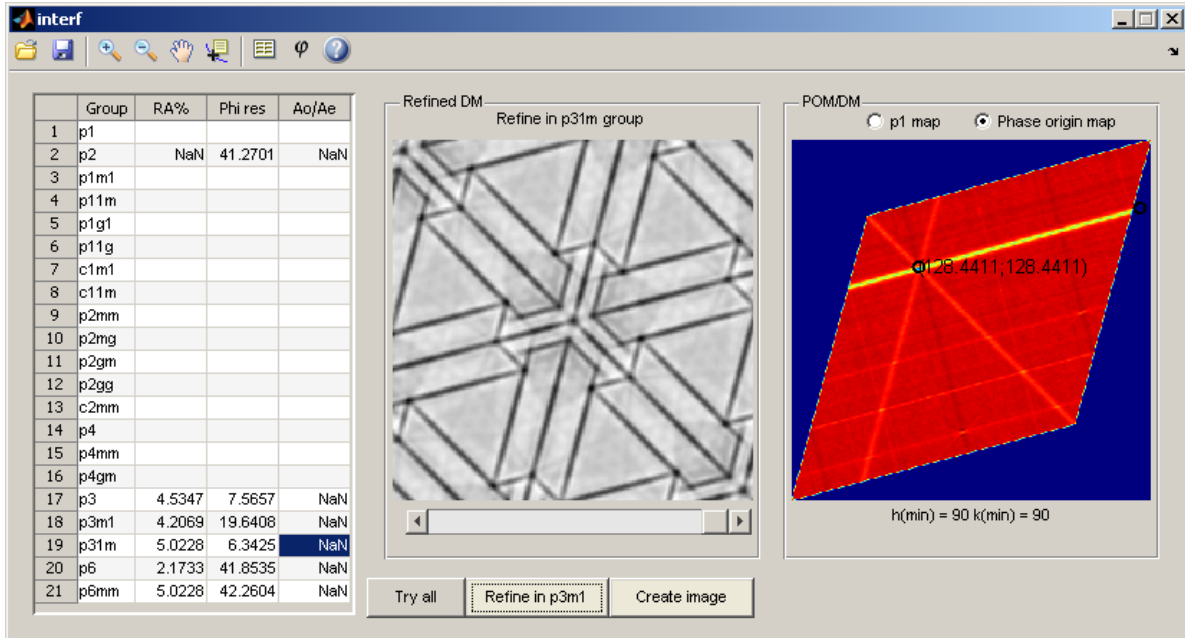 interf
Group RA% Phi res Ao/Ae
1 p1
2 p2 NaN 41.2701 NaN
3 p1m1
4 p11m
5 p1g1
6 p11g
7 c1m1
8 c11m
9 p2mm
10 p2mg
11 p2gm
12 p2gg
13 c2mm
14 p4
15 p4mm
16 p4gm
17 p3 4.5347 7.5657 NaN
18 p3m1 4.2069 19.6408 NaN
19 p31m 5.0228 6.3425 NaN
20 p6 2.1733 41.8535 NaN
21 p6mm 5.0228 42.2604 NaN
Refined DM
Refine in p31m group
POM/DM
p1 map Phase origin map
128.4411;128.4411)
h(min) = 90 k(min) = 90
Try all Refine in p3m1 Create image